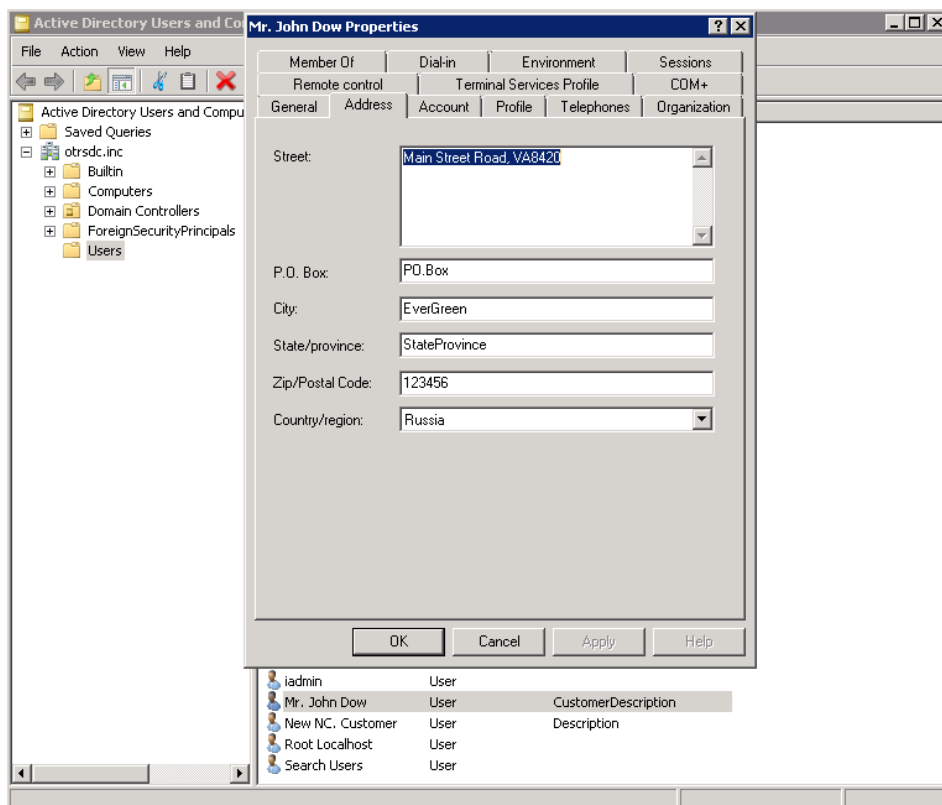 Active Directory Users and Co
Mr. John Dow Properties
File Action View Help
Member Of Dial-in Environment Sessions
Remote control Terminal Services Profile COM+
General Address Account Profile Telephones Organization
Active Directory Users and Compu
Saved Queries
otrsdc.inc
Builtin
Computers
Domain Controllers
ForeignSecurityPrincipals
Users
Street: Main Street Road, VA8420
P.O. Box: PO.Box
City: EverGreen
State/province: StateProvince
Zip/Postal Code: 123456
Country/region: Russia
OK Cancel Apply Help
iadmin User
Mr. John Dow User CustomerDescription
New NC. Customer User Description
Root Localhost User
Search Users User